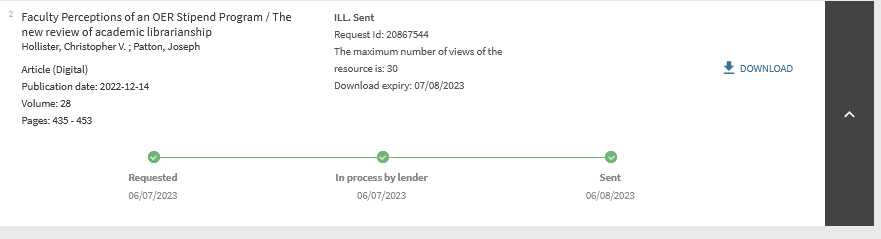 2
Faculty Perceptions of an OER Stipend Program / The
new review of academic librarianship
Hollister, Christopher V. ; Patton, Joseph
Article (Digital)
Publication date: 2022-12-14
Volume: 28
Pages: 435 - 453
ILL. Sent
Request Id: 20867544
The maximum number of views of the
resource is: 30
Download expiry: 07/08/2023
DOWNLOAD
Requested
06/07/2023
In process by lender
06/07/2023
Sent
06/08/2023